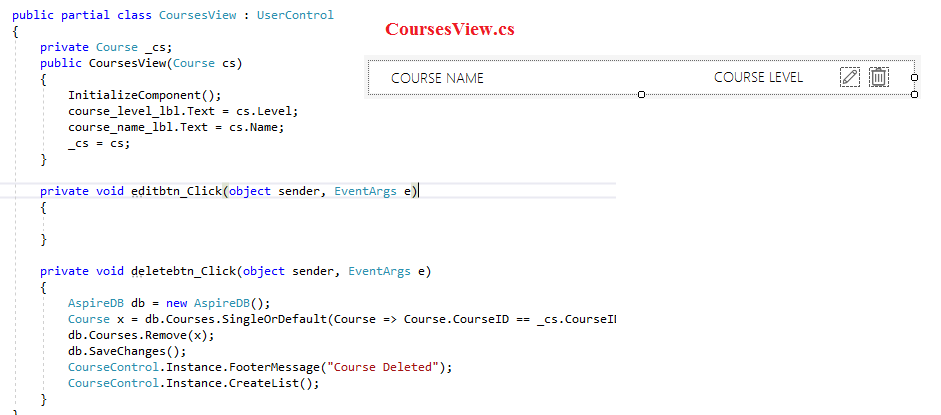 public partial class CoursesView : UserControl
{
    private Course _cs;
    public CoursesView(Course cs)
    {
        InitializeComponent();
        course_level_lbl.Text = cs.Level;
        course_name_lbl.Text = cs.Name;
        _cs = cs;
    }

    private void editbtn_Click(object sender, EventArgs e)
    {

    }

    private void deletebtn_Click(object sender, EventArgs e)
    {
        AspireDB db = new AspireDB();
        Course x = db.Courses.SingleOrDefault(Course => Course.CourseID == _cs.CourseI
        db.Courses.Remove(x);
        db.SaveChanges();
        CourseControl.Instance.FooterMessage("Course Deleted");
        CourseControl.Instance.CreateList();
    }
CoursesView.cs
COURSE NAME COURSE LEVEL